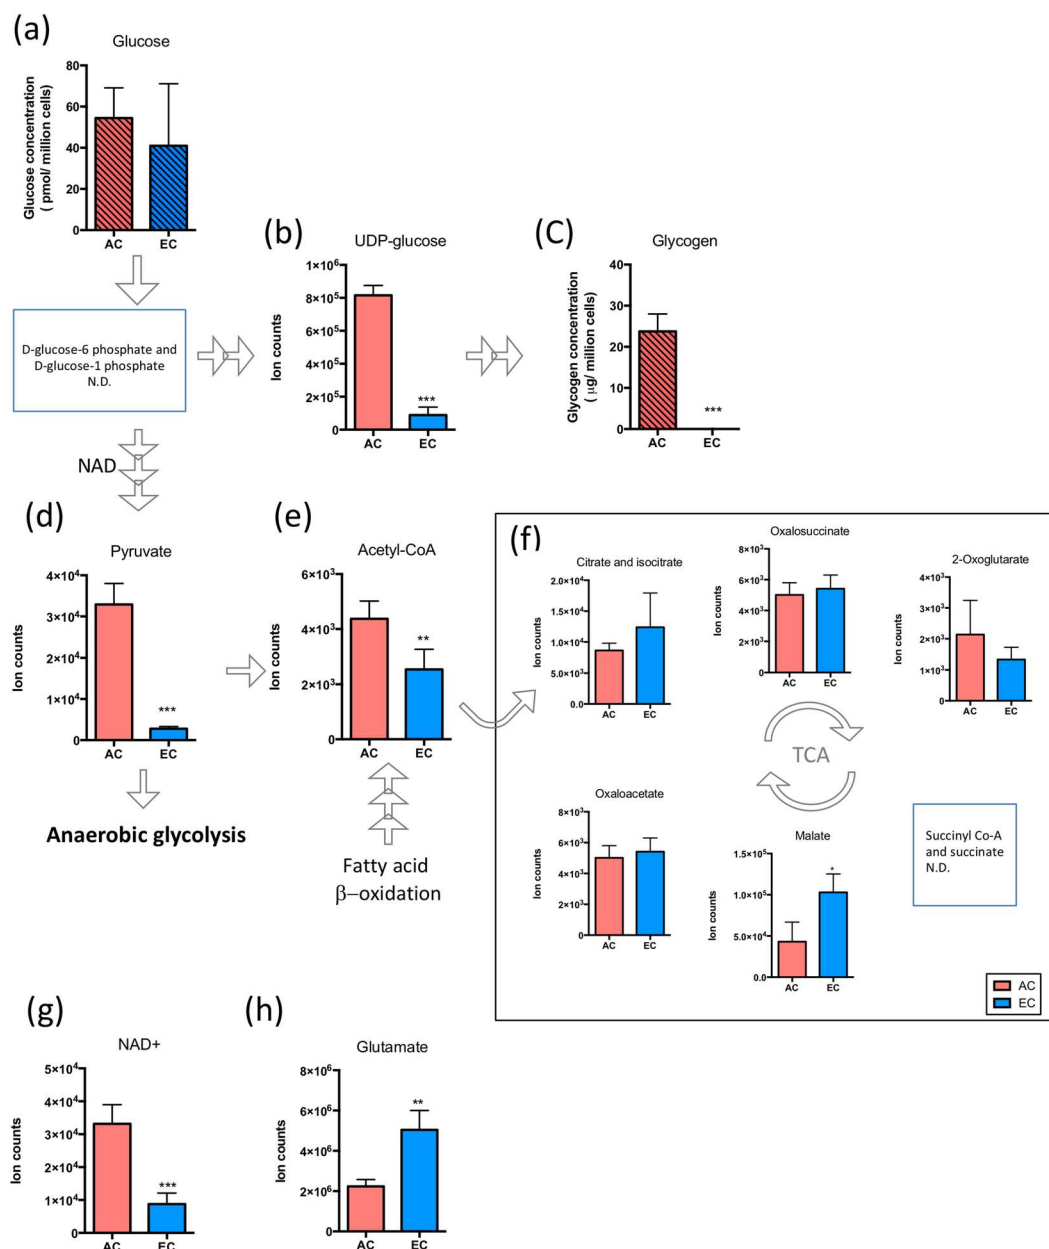 (a)
Glucose
Glucose concentration
( pmol/ million cells)
80
60
40
20
0
AC EC
(b)
UDP-glucose
Ion counts
1×10⁶
8×10⁵
6×10⁵
4×10⁵
2×10⁵
0
***
AC EC
(C)
Glycogen
Glycogen concentration
( μg/ million cells)
40
30
20
10
0
***
AC EC
D-glucose-6 phosphate and
D-glucose-1 phosphate
N.D.
NAD
(d)
Pyruvate
Ion counts
4×10⁴
3×10⁴
2×10⁴
1×10⁴
0
***
AC EC
Anaerobic glycolysis
(e)
Acetyl-CoA
Ion counts
6×10³
4×10³
2×10³
0
**
AC EC
Fatty acid
β–oxidation
(f)
Citrate and isocitrate
Ion counts
2.0×10⁴
1.5×10⁴
1.0×10⁴
5.0×10³
0.0
AC EC
Oxalosuccinate
Ion counts
8×10³
6×10³
4×10³
2×10³
0
AC EC
2-Oxoglutarate
Ion counts
4×10³
3×10³
2×10³
1×10³
0
AC EC
TCA
Oxaloacetate
Ion counts
8×10³
6×10³
4×10³
2×10³
0
AC EC
Malate
Ion counts
1.5×10⁵
1.0×10⁵
5.0×10⁴
0.0
*
AC EC
Succinyl Co-A
and succinate
N.D.
AC
EC
(g)
NAD+
Ion counts
5×10⁴
4×10⁴
3×10⁴
2×10⁴
1×10⁴
0
***
AC EC
(h)
Glutamate
Ion counts
8×10⁶
6×10⁶
4×10⁶
2×10⁶
0
**
AC EC